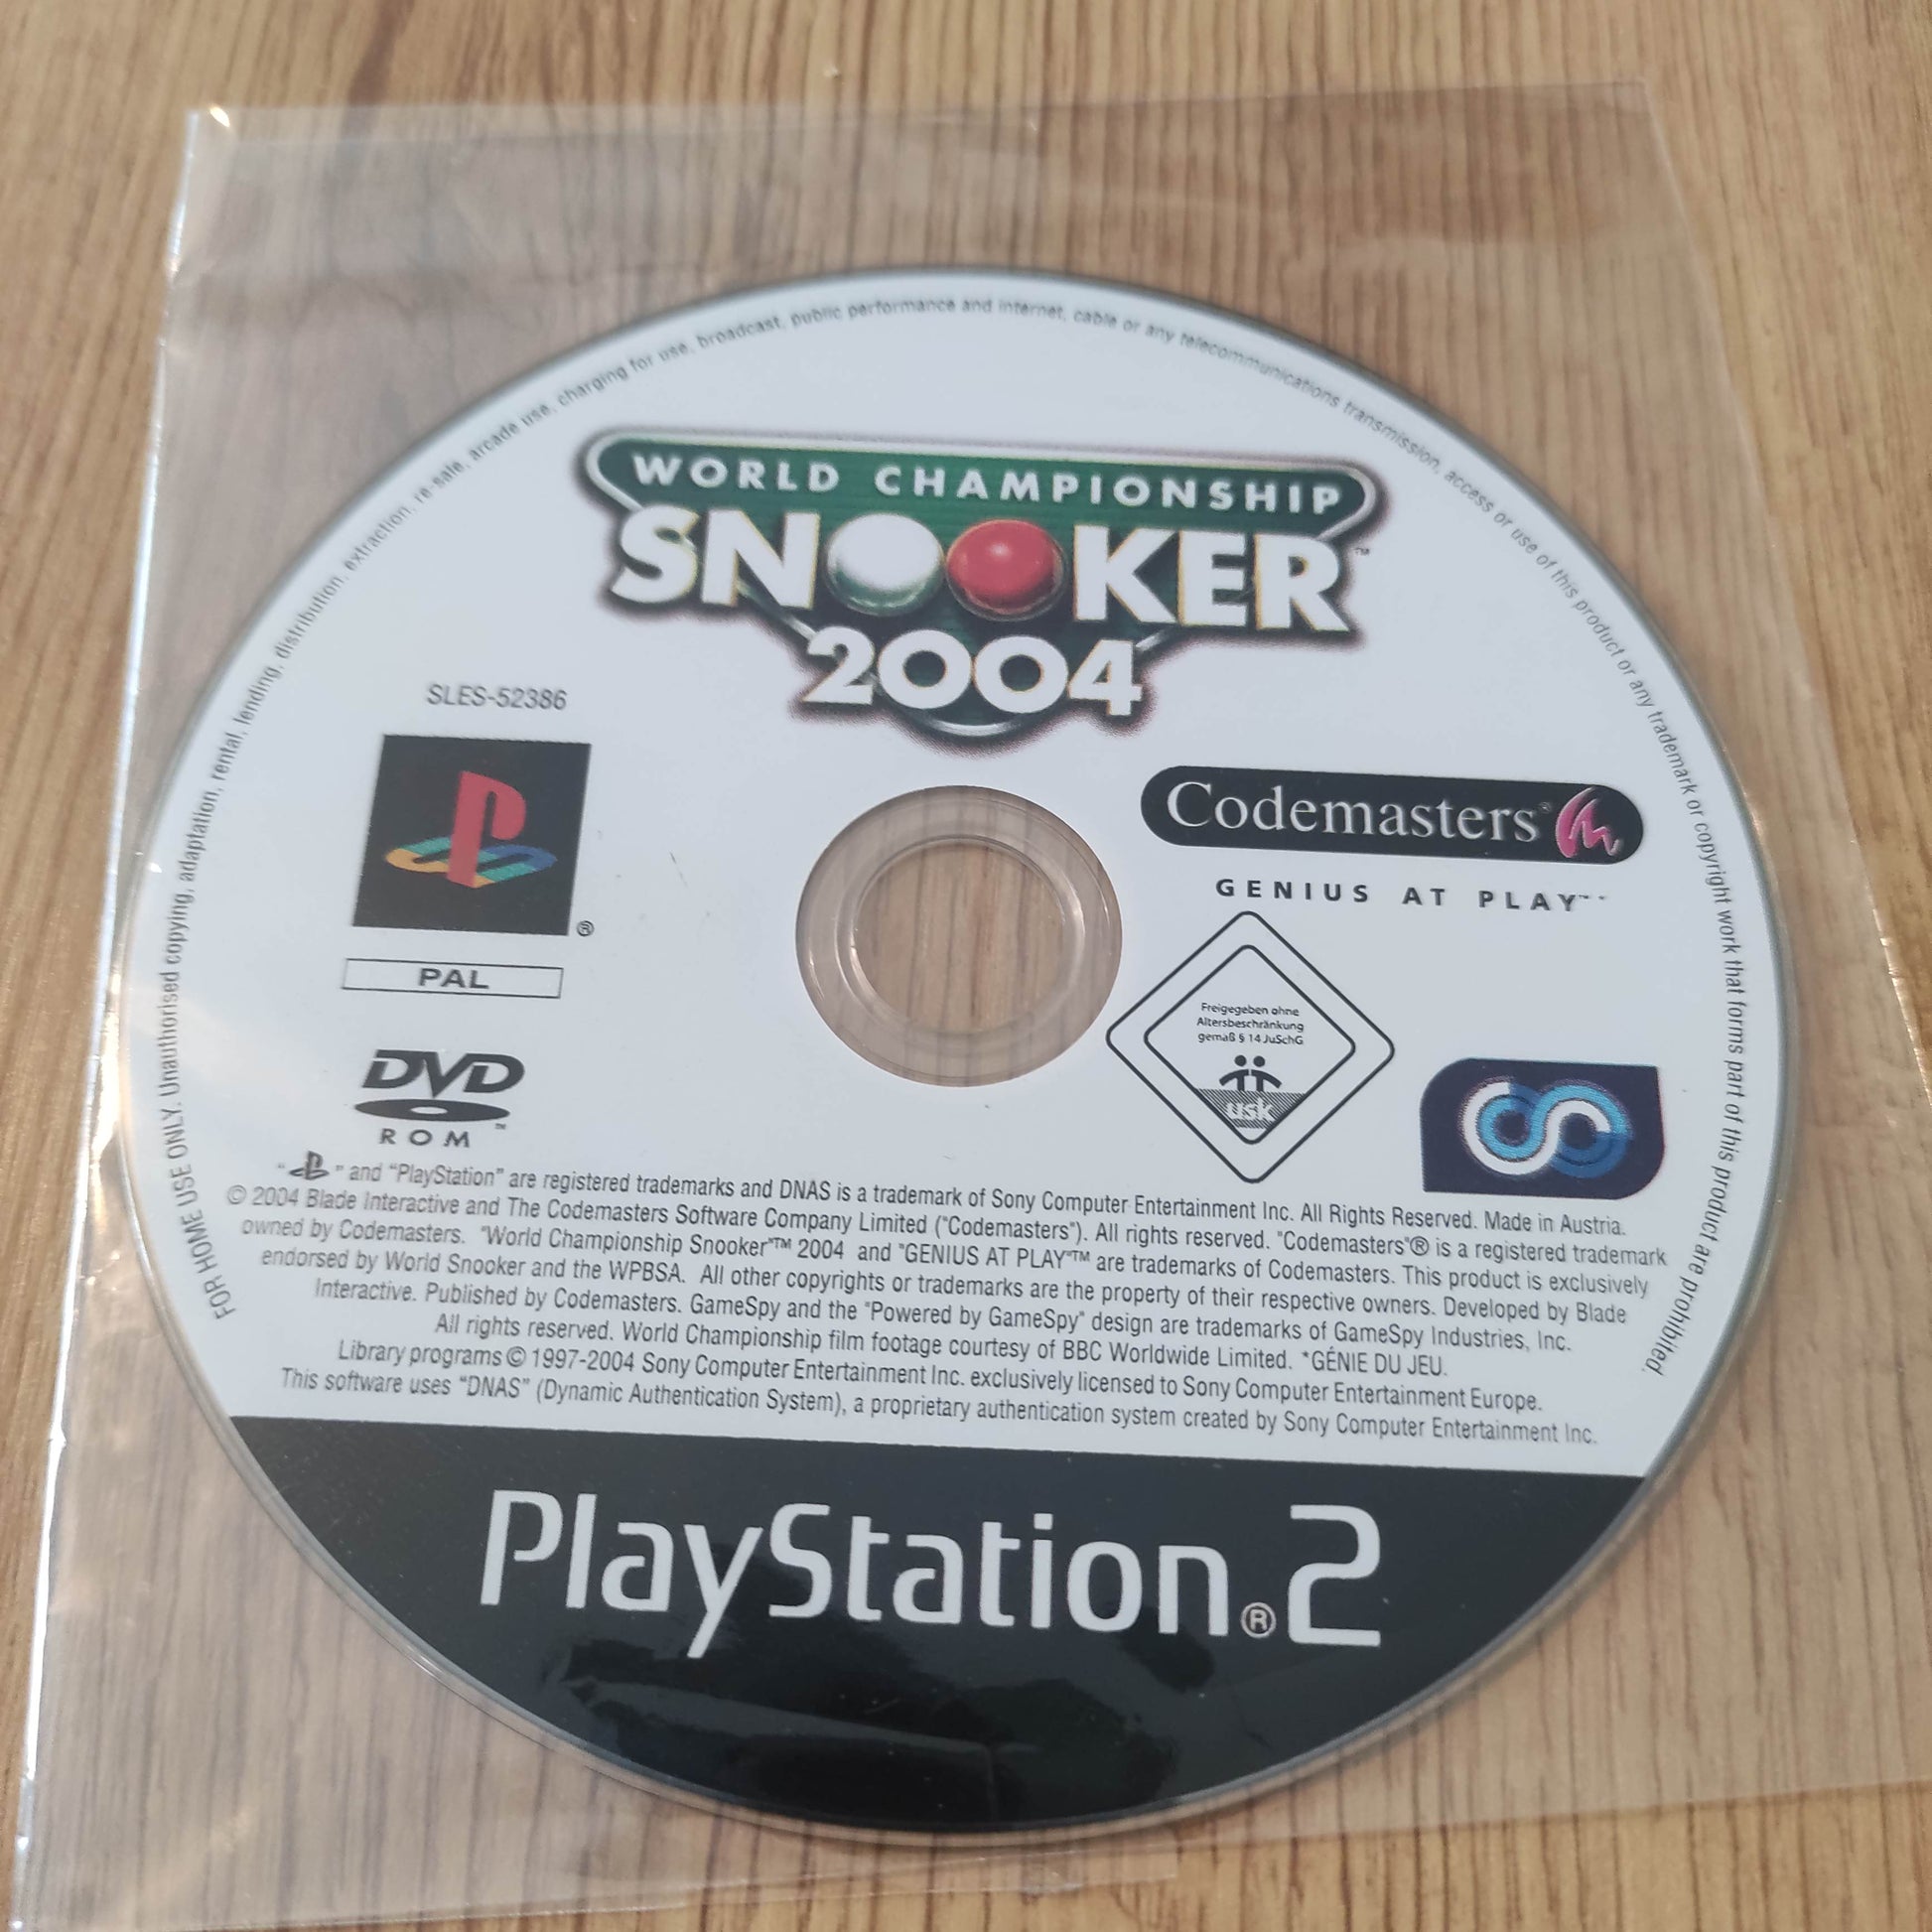 FOR HOME USE ONLY. Unauthorised copying, adaptation, rental, lending, distribution, extraction, re-sale, arcade use, charging for use, broadcast, public performance and internet, cable or any telecommunications transmission, access or use of this product or any trademark or copyright work that forms part of this product are prohibited.
WORLD CHAMPIONSHIP
SNOOKER™
2004
SLES-52386
®
PAL
DVD
ROM™
Codemasters®
GENIUS AT PLAY™*
Freigegeben ohne
Altersbeschränkung
gemäß § 14 JuSchG
usk
" " and "PlayStation" are registered trademarks and DNAS is a trademark of Sony Computer Entertainment Inc. All Rights Reserved. Made in Austria.
© 2004 Blade Interactive and The Codemasters Software Company Limited ("Codemasters"). All rights reserved. "Codemasters"® is a registered trademark
owned by Codemasters. "World Championship Snooker"™ 2004 and "GENIUS AT PLAY"™ are trademarks of Codemasters. This product is exclusively
endorsed by World Snooker and the WPBSA. All other copyrights or trademarks are the property of their respective owners. Developed by Blade
Interactive. Published by Codemasters. GameSpy and the "Powered by GameSpy" design are trademarks of GameSpy Industries, Inc.
All rights reserved. World Championship film footage courtesy of BBC Worldwide Limited. *GÉNIE DU JEU.
Library programs © 1997-2004 Sony Computer Entertainment Inc. exclusively licensed to Sony Computer Entertainment Europe.
This software uses "DNAS" (Dynamic Authentication System), a proprietary authentication system created by Sony Computer Entertainment Inc.
PlayStation®2